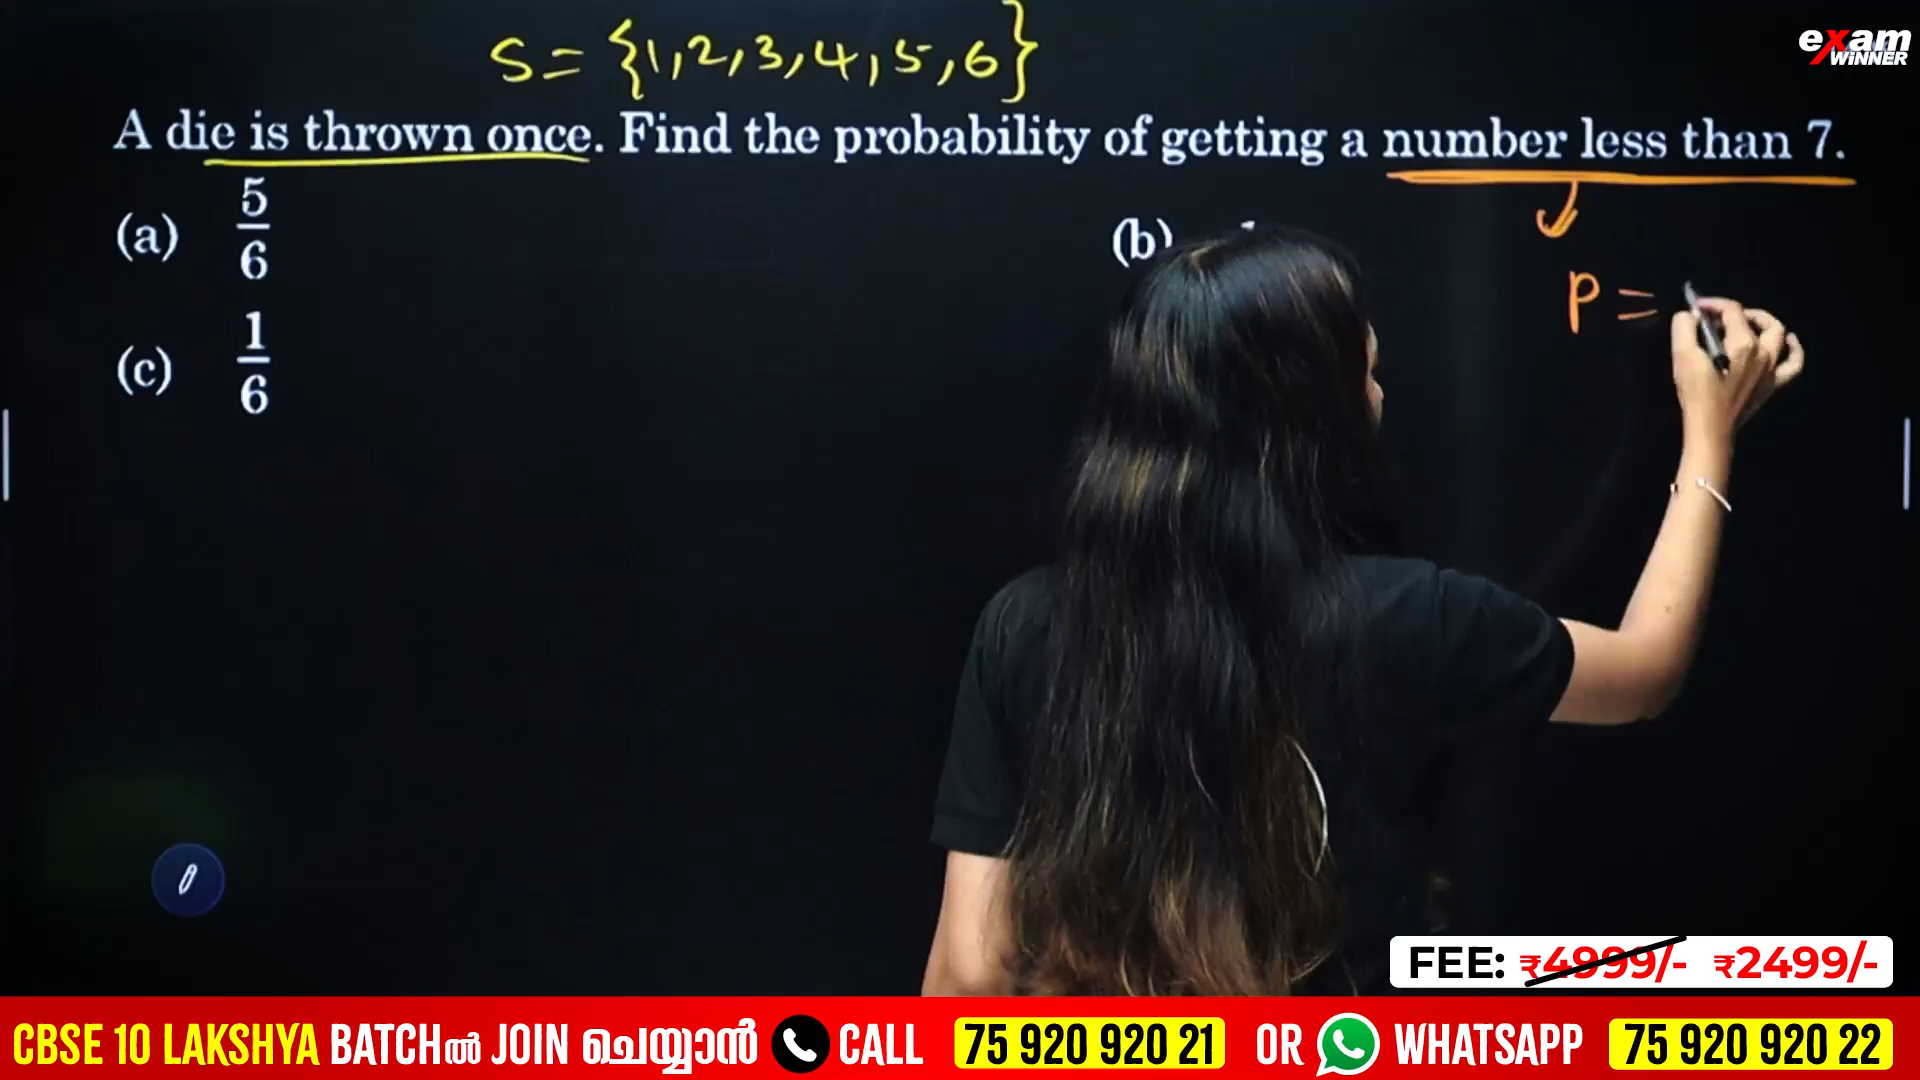 S = {1,2,3,4,5,6}
exam
WINNER
A die is thrown once. Find the probability of getting a number less than 7.
(a) 5/6
(b)
(c) 1/6
P =
FEE: ₹4999/- ₹2499/-
CBSE 10 LAKSHYA BATCHൽ JOIN ചെയ്യാൻ CALL 75 920 920 21 OR WHATSAPP 75 920 920 22